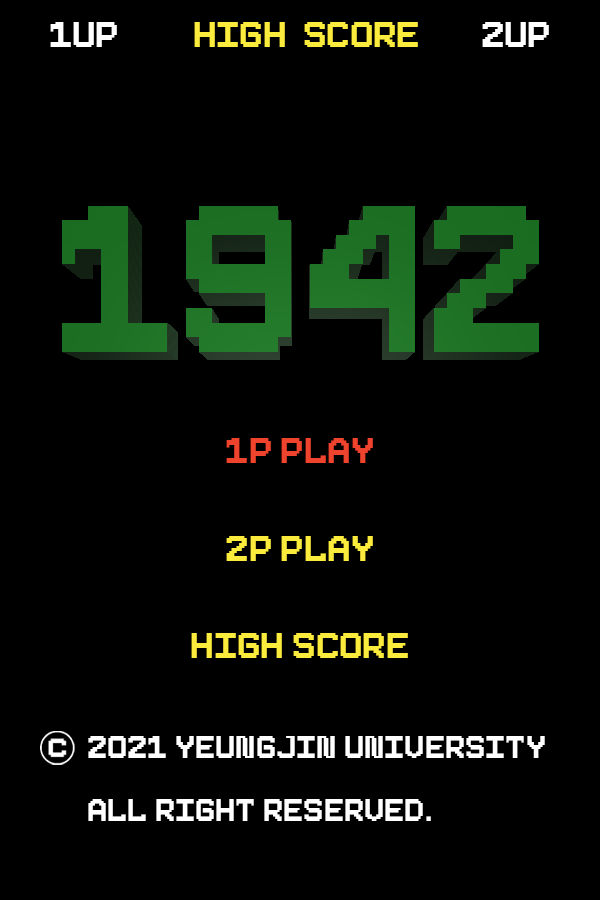 1UP HIGH SCORE 2UP
1942
1P PLAY
2P PLAY
HIGH SCORE
© 2021 YEUNGJIN UNIVERSITY
ALL RIGHT RESERVED.